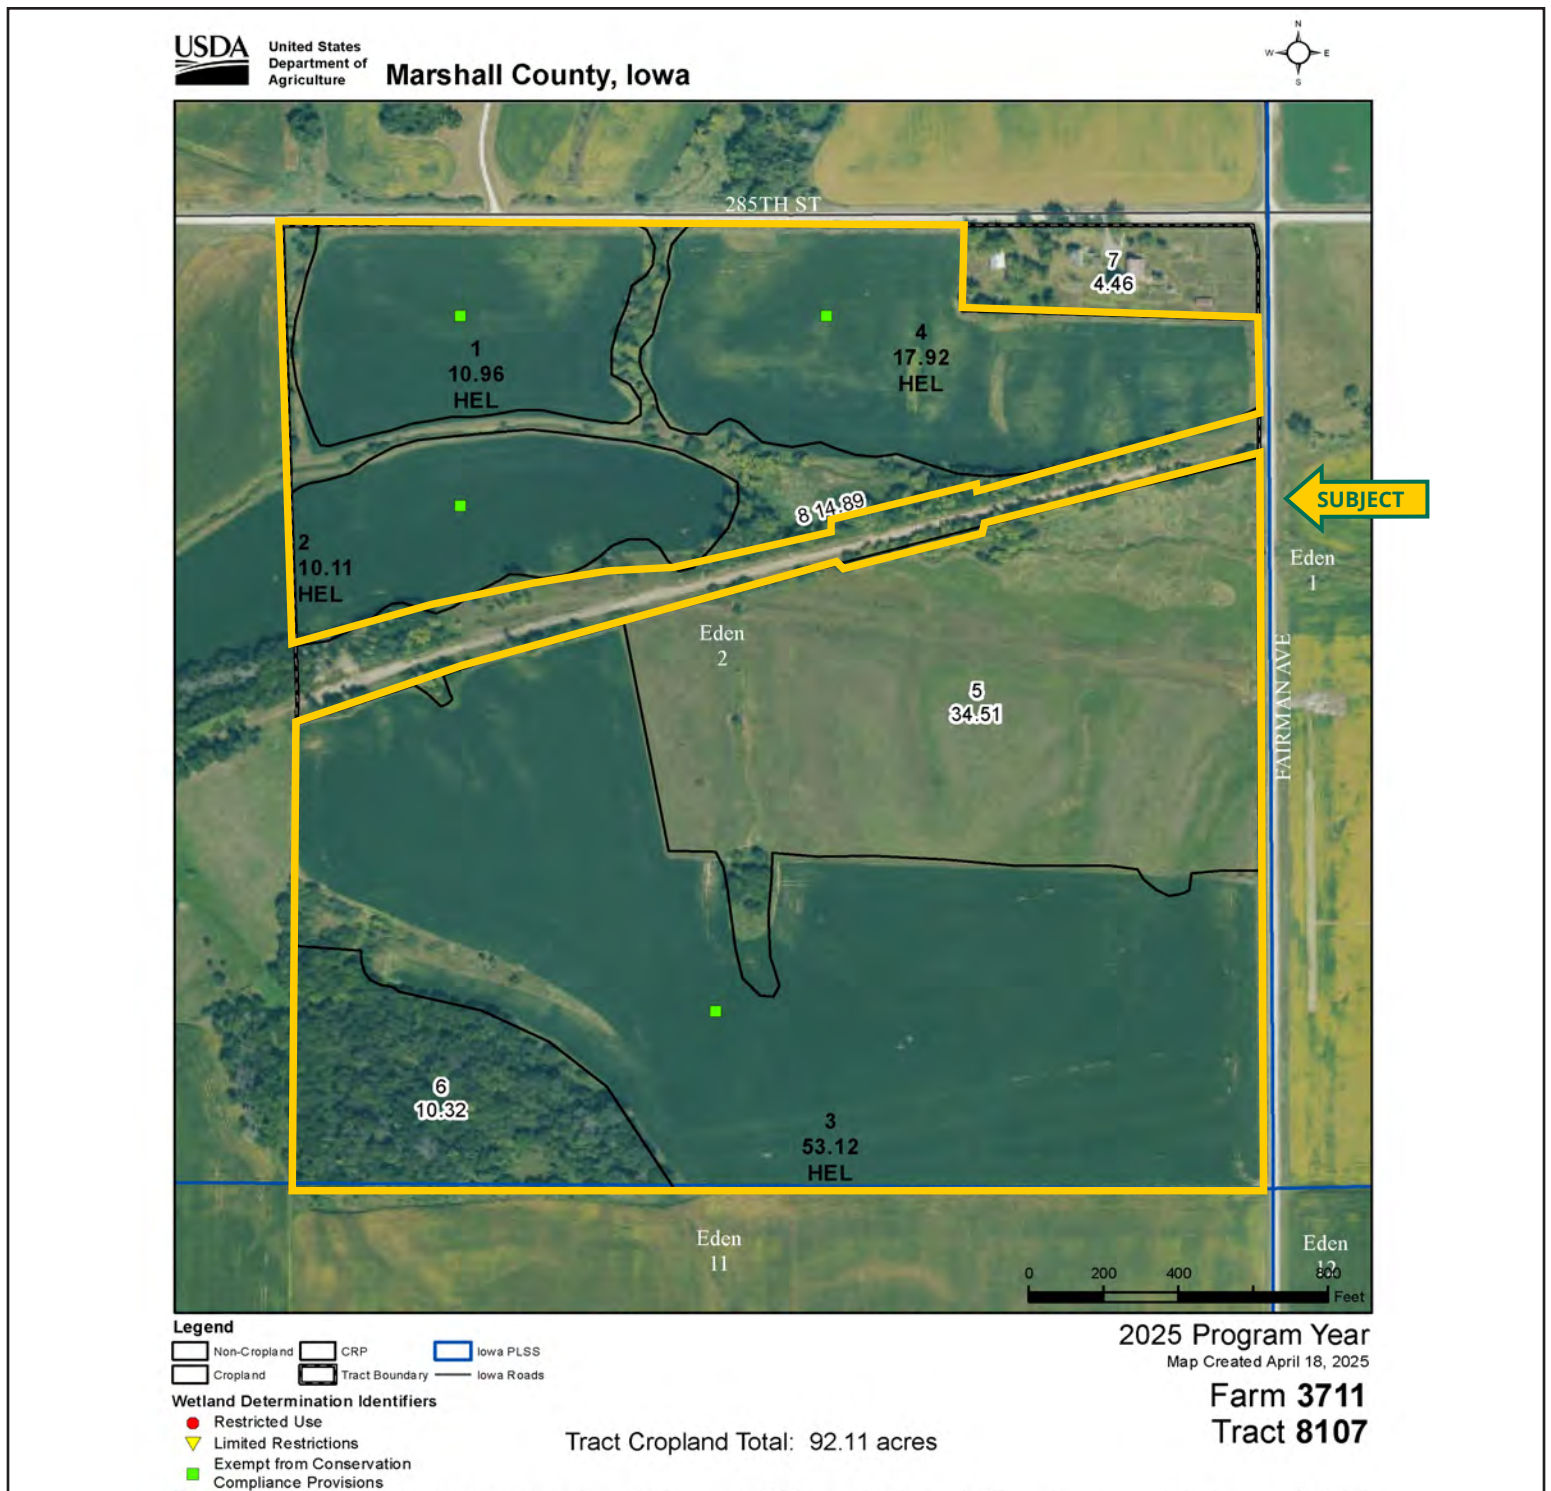 USDA
United States
Department of
Agriculture
Marshall County, Iowa
N
W E
S
285TH ST
7
4.46
1
10.96
HEL
4
17.92
HEL
8 14.89
SUBJECT
2
10.11
HEL
Eden
1
Eden
2
5
34.51
FAIRMAN AVE
6
10.32
3
53.12
HEL
Eden
11
Eden
12
0 200 400 800
Feet
Legend
Non-Cropland CRP Iowa PLSS
Cropland Tract Boundary Iowa Roads
Wetland Determination Identifiers
Restricted Use
Limited Restrictions
Exempt from Conservation
Compliance Provisions
Tract Cropland Total: 92.11 acres
2025 Program Year
Map Created April 18, 2025
Farm 3711
Tract 8107